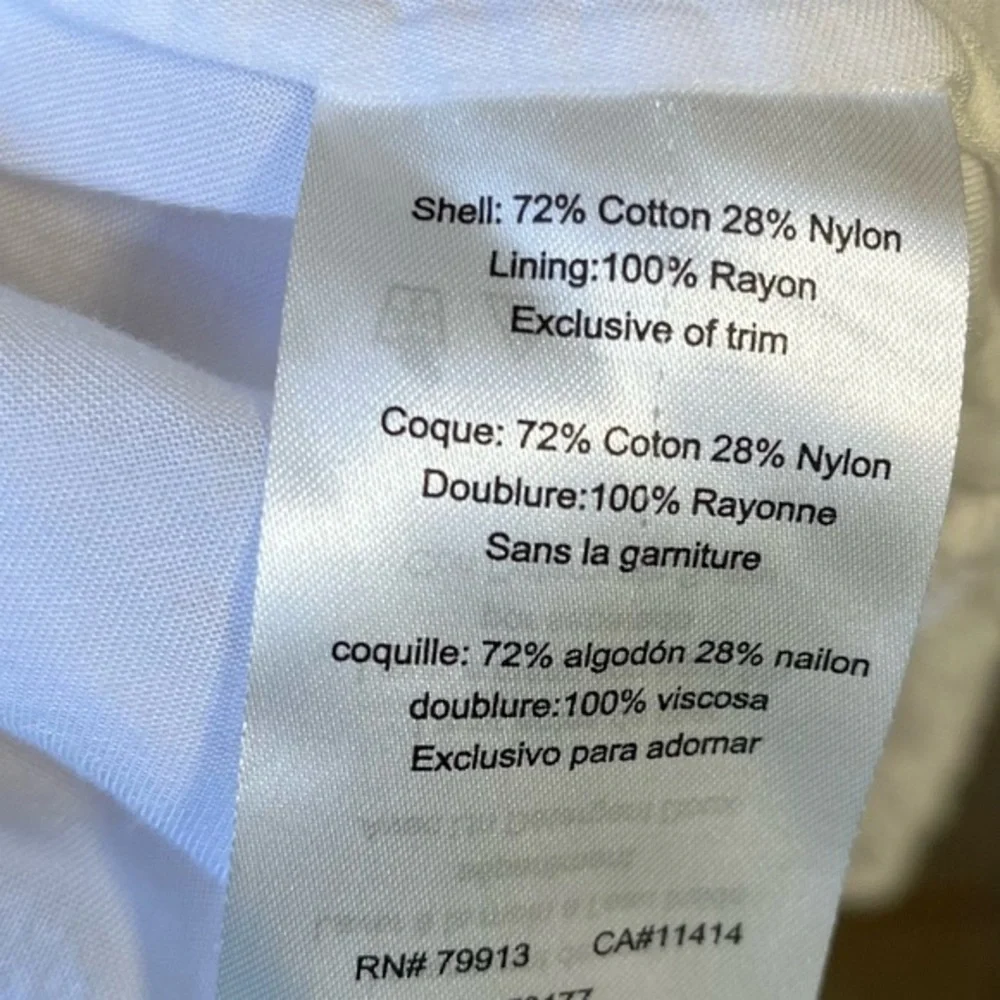 Shell: 72% Cotton 28% Nylon
Lining:100% Rayon
Exclusive of trim
Coque: 72% Coton 28% Nylon
Doublure:100% Rayonne
Sans la garniture
coquille: 72% algodón 28% nailon
doublure:100% viscosa
Exclusivo para adornar
RN# 79913 CA#11414